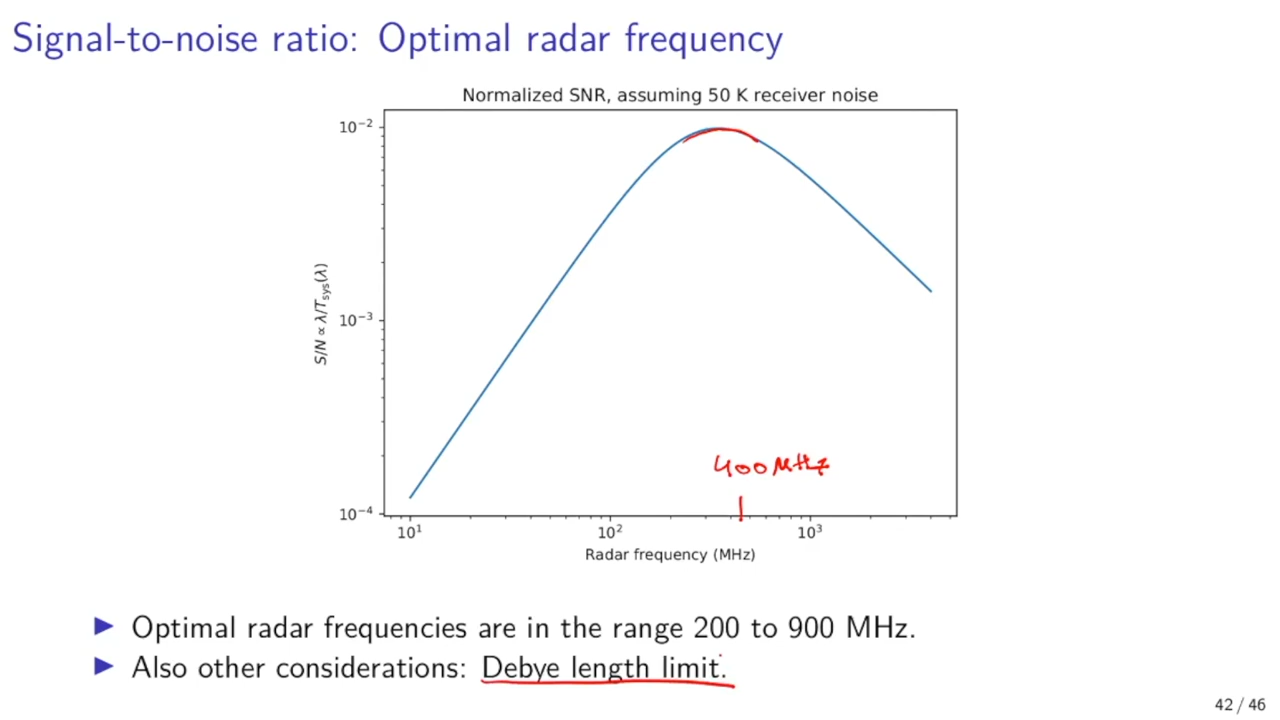 Signal-to-noise ratio: Optimal radar frequency
Normalized SNR, assuming 50 K receiver noise
10⁻²
10⁻³
10⁻⁴
S/N ∝ λ/T_sys(λ)
400 MHz
10¹ 10² 10³
Radar frequency (MHz)
▶ Optimal radar frequencies are in the range 200 to 900 MHz.
▶ Also other considerations: Debye length limit.
42 / 46